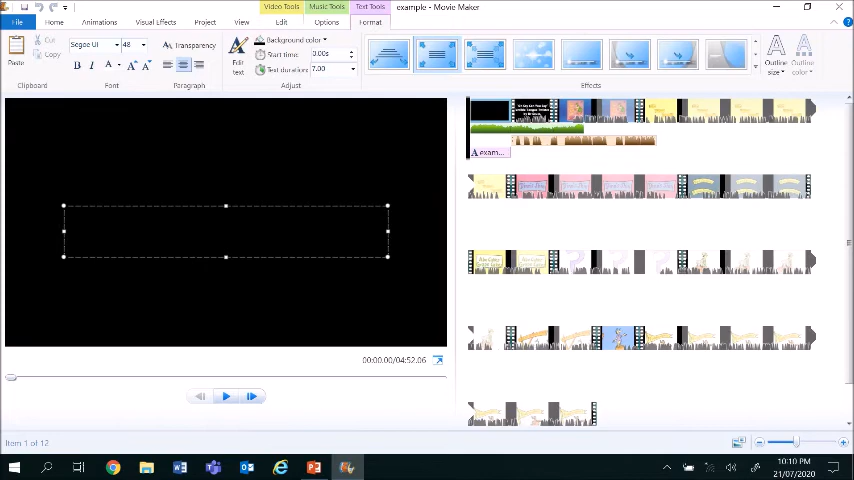 Video Tools Music Tools Text Tools example - Movie Maker
File Home Animations Visual Effects Project View Edit Options Format
Paste Cut Copy
Clipboard
Segoe UI 48
B I A A A
Font
Transparency
Paragraph
Edit text
Background color
Start time: 0.00s
Text duration: 7.00
Adjust
Effects
Outline size Outline color
A exam...
00:00.00/04:52.06
Item 1 of 12
10:10 PM
21/07/2020